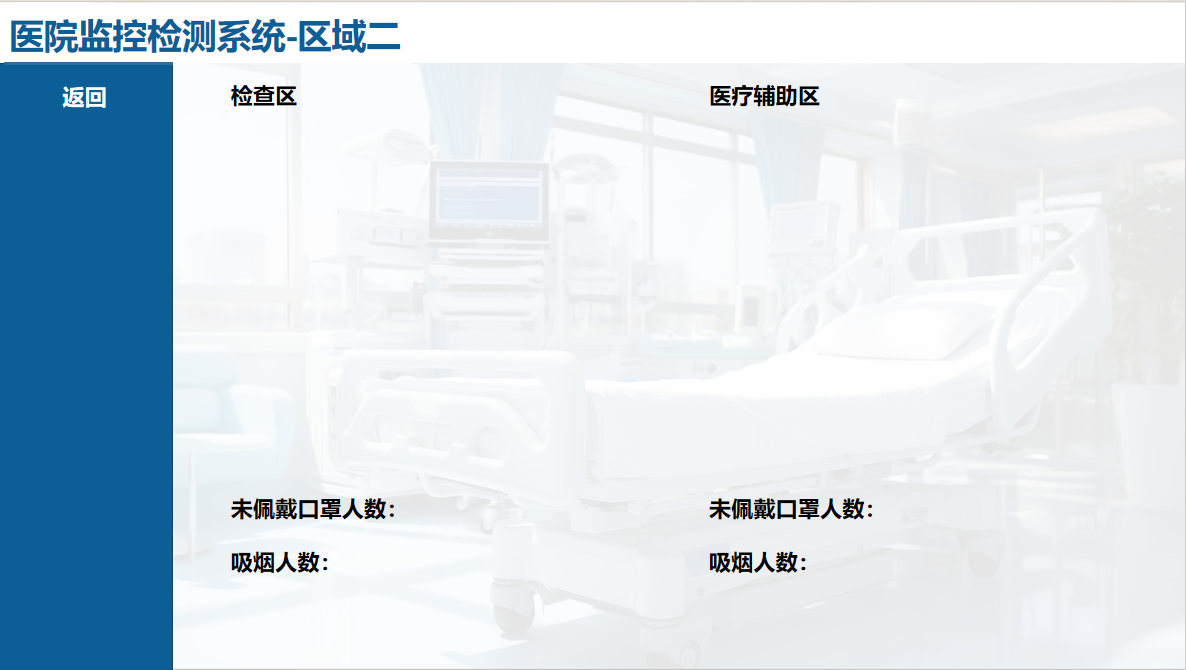 医院监控检测系统-区域二
返回
检查区
医疗辅助区
未佩戴口罩人数：
未佩戴口罩人数：
吸烟人数：
吸烟人数：